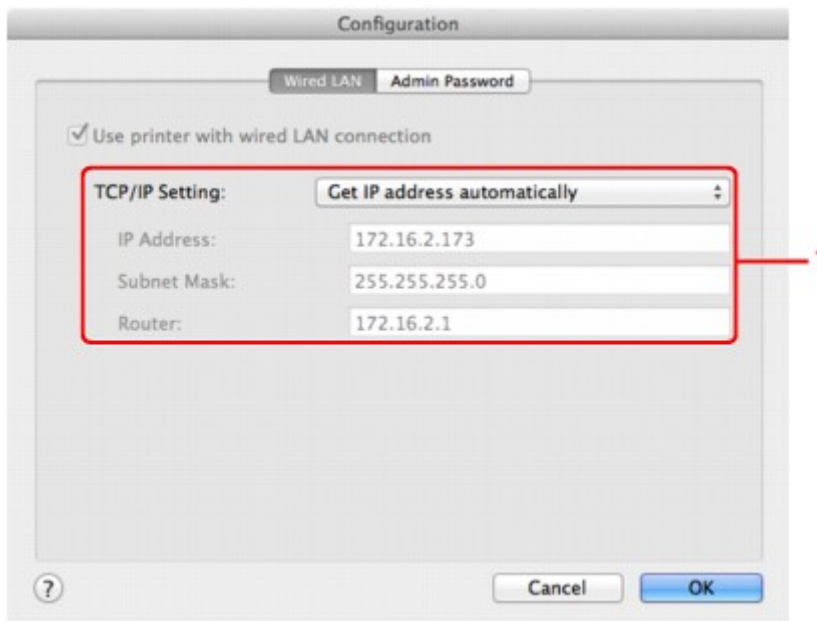 Configuration
Wired LAN Admin Password
Use printer with wired LAN connection
TCP/IP Setting: Get IP address automatically
IP Address: 172.16.2.173
Subnet Mask: 255.255.255.0
Router: 172.16.2.1
? Cancel OK